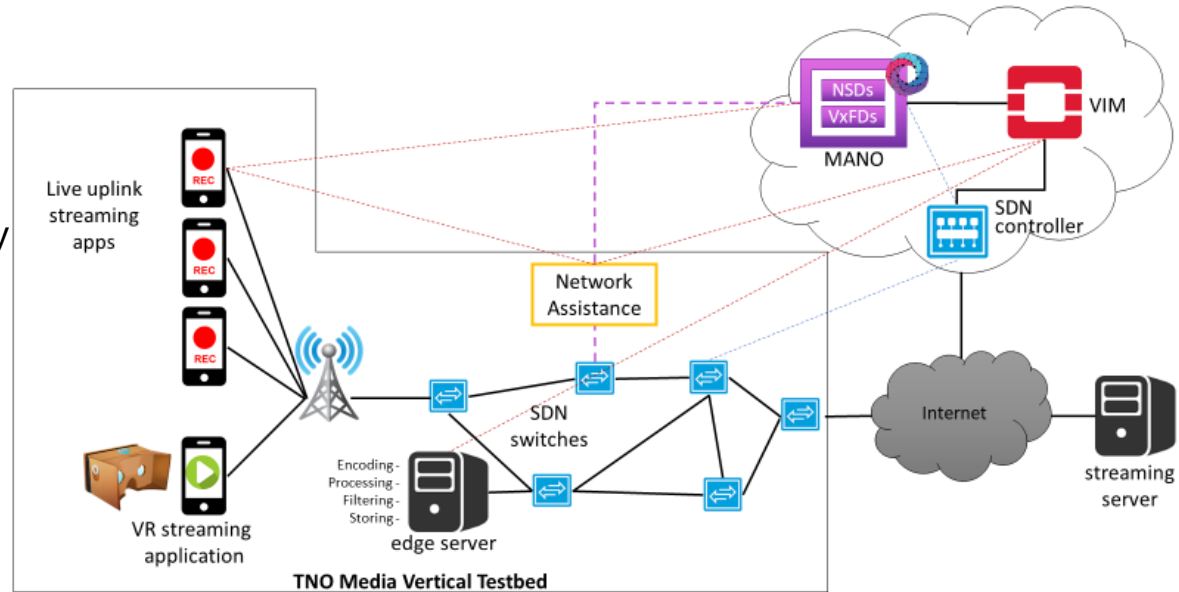 NSDs
VxFDs
MANO
VIM
SDN
controller
Live uplink
streaming
apps
REC
REC
REC
Network
Assistance
SDN
switches
Internet
streaming
server
Encoding-
Processing-
Filtering-
Storing-
edge server
VR streaming
application
TNO Media Vertical Testbed